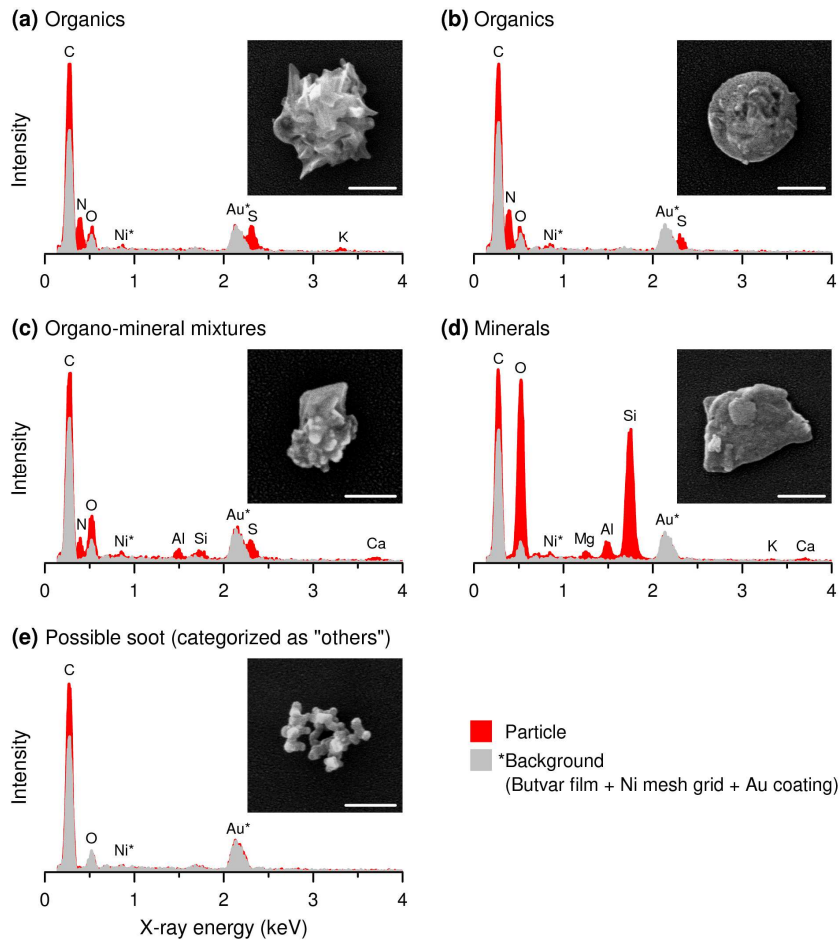 (a) Organics
C
N
O
Ni*
Au*
S
K
Intensity
0 1 2 3 4
(b) Organics
C
N
O
Ni*
Au*
S
0 1 2 3 4
(c) Organo-mineral mixtures
C
N
O
Ni*
Al
Si
Au*
S
Ca
Intensity
0 1 2 3 4
(d) Minerals
C
O
Ni*
Mg
Al
Si
Au*
K
Ca
0 1 2 3 4
(e) Possible soot (categorized as "others")
C
O
Ni*
Au*
Intensity
0 1 2 3 4
X-ray energy (keV)
Particle
*Background
(Butvar film + Ni mesh grid + Au coating)